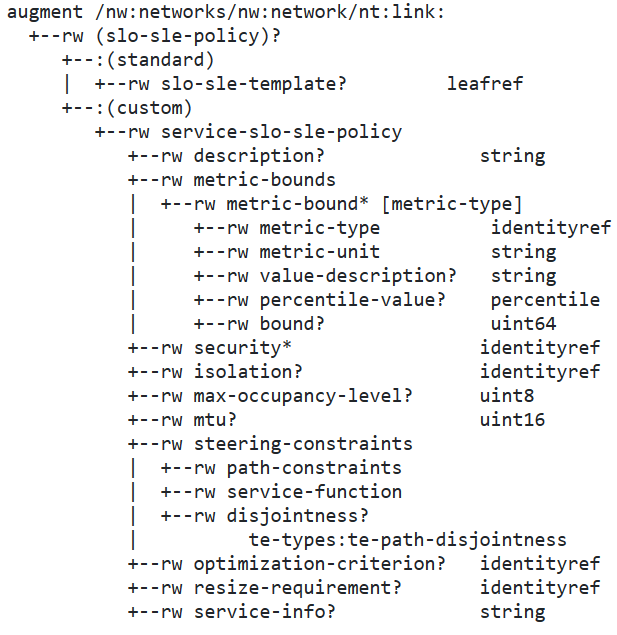 augment /nw:networks/nw:network/nt:link:
  +--rw (slo-sle-policy)?
     +--:(standard)
     |  +--rw slo-sle-template?         leafref
     +--:(custom)
        +--rw service-slo-sle-policy
           +--rw description?              string
           +--rw metric-bounds
           |  +--rw metric-bound* [metric-type]
           |     +--rw metric-type          identityref
           |     +--rw metric-unit          string
           |     +--rw value-description?   string
           |     +--rw percentile-value?    percentile
           |     +--rw bound?               uint64
           +--rw security*                 identityref
           +--rw isolation?                identityref
           +--rw max-occupancy-level?      uint8
           +--rw mtu?                      uint16
           +--rw steering-constraints
           |  +--rw path-constraints
           |  +--rw service-function
           |  +--rw disjointness?
           |          te-types:te-path-disjointness
           +--rw optimization-criterion?   identityref
           +--rw resize-requirement?       identityref
           +--rw service-info?             string